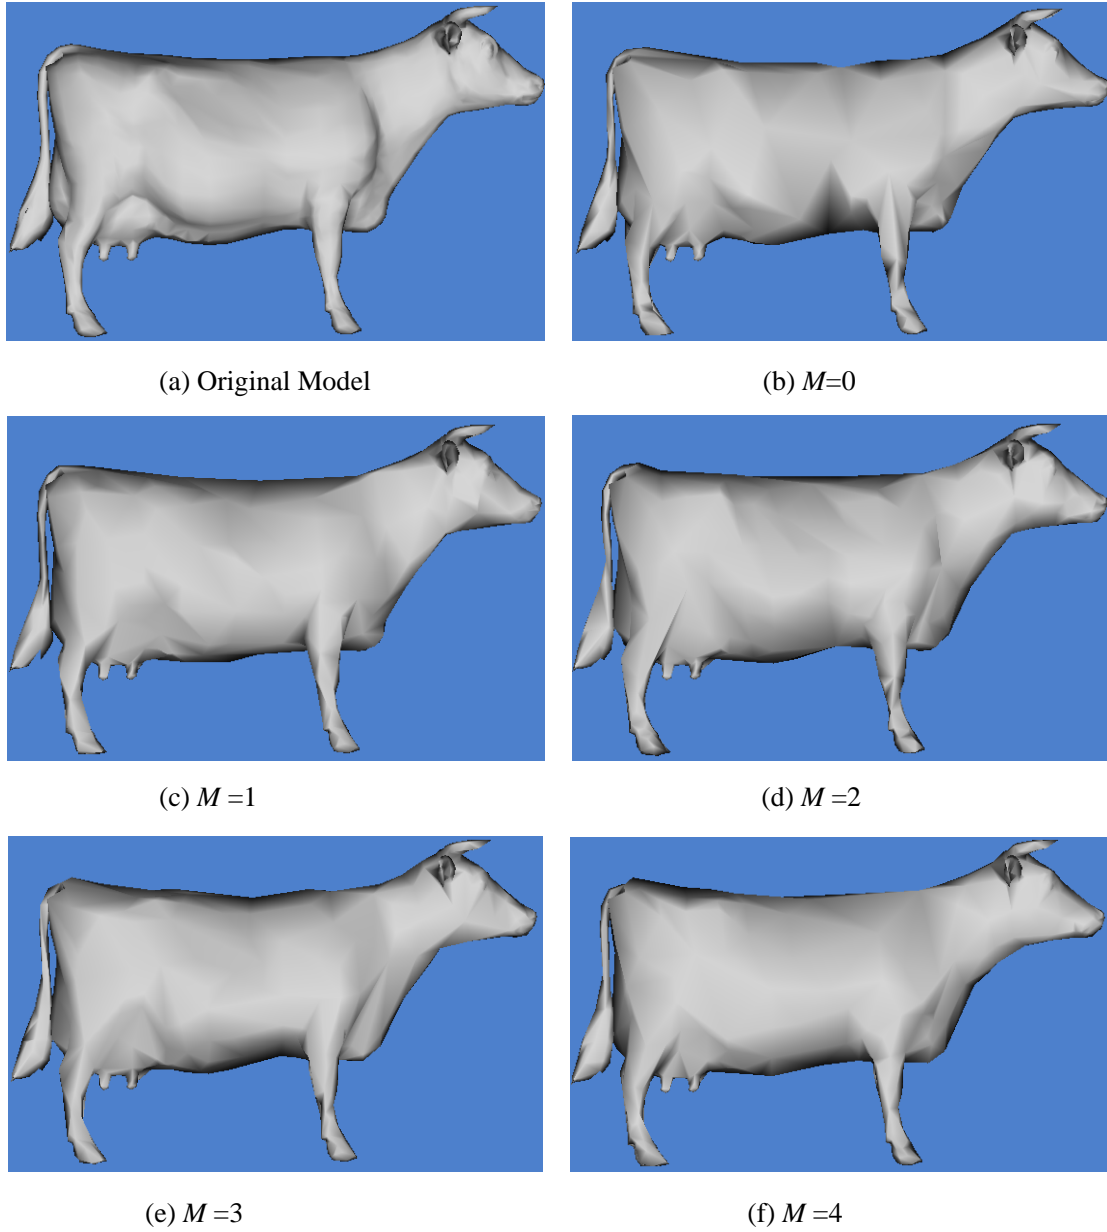 (a) Original Model
(b) M=0
(c) M =1
(d) M =2
(e) M =3
(f) M =4